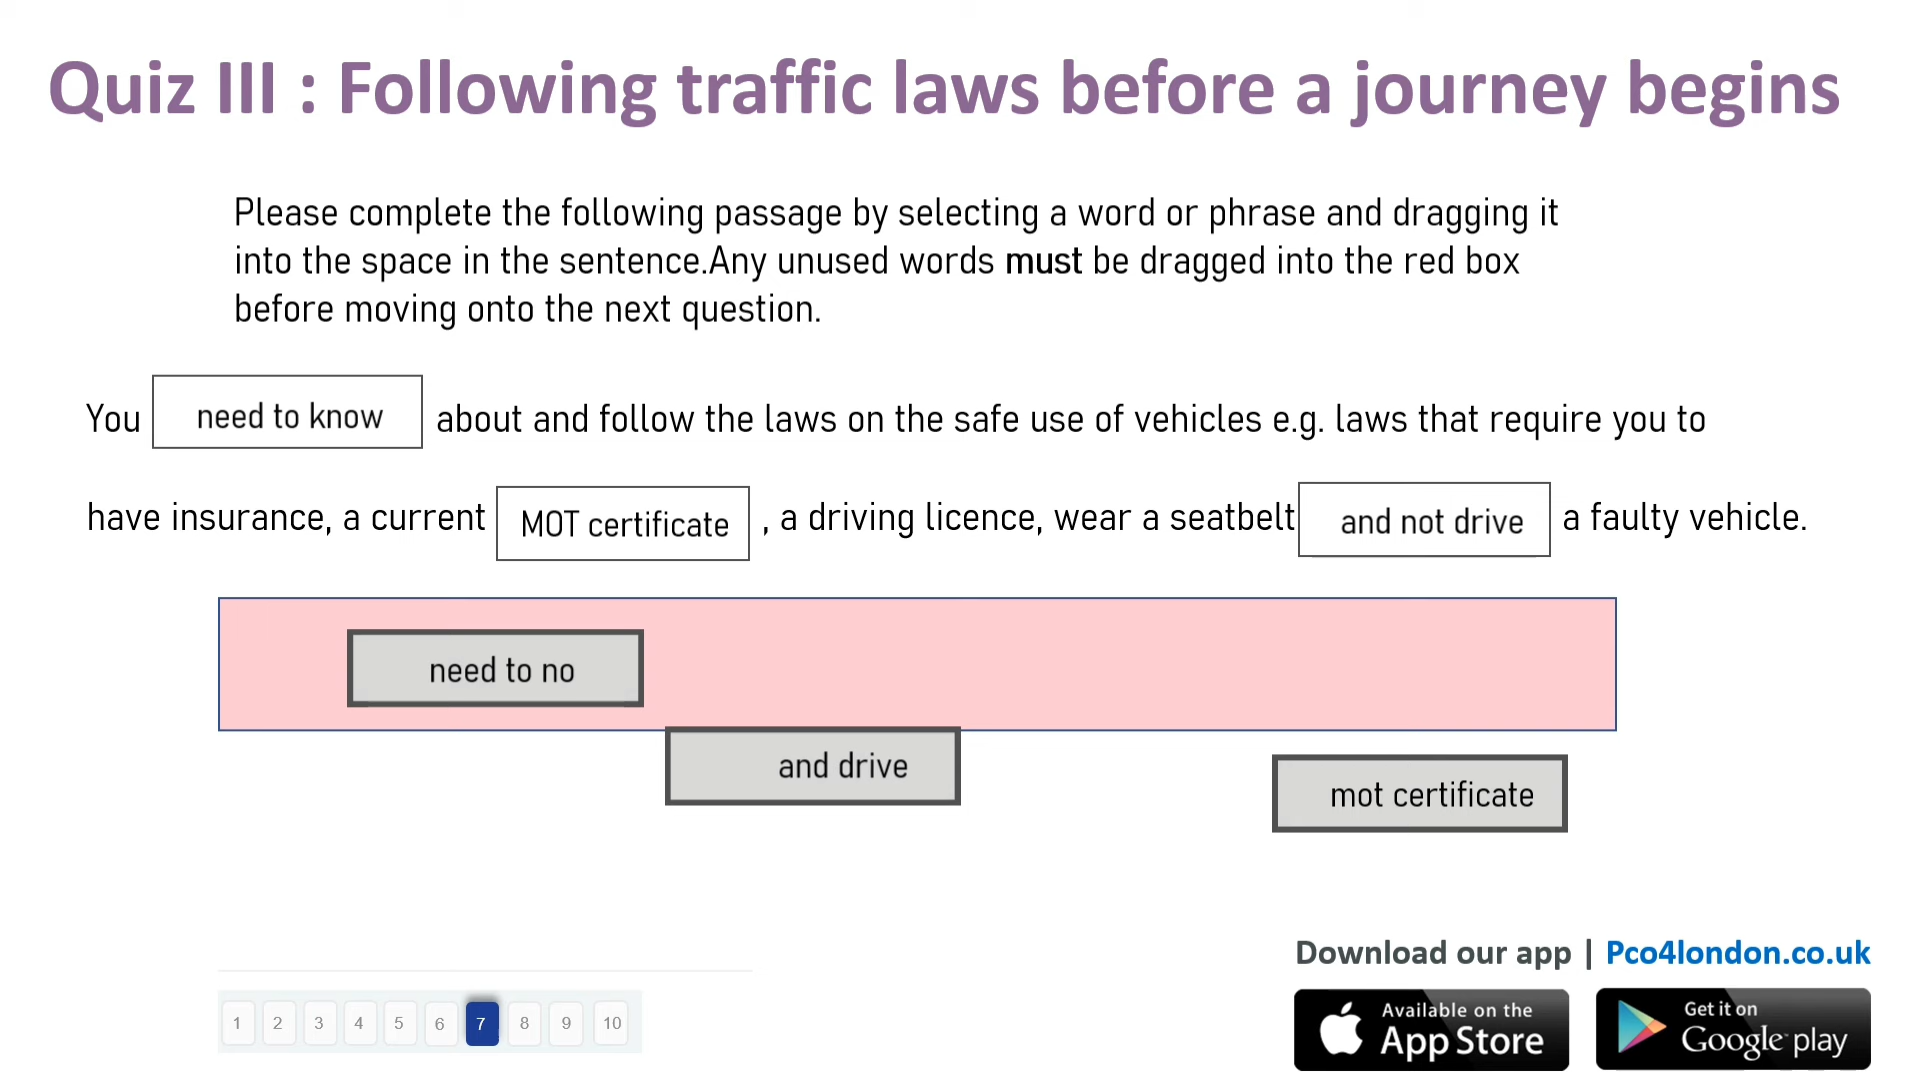 Quiz III : Following traffic laws before a journey begins
Please complete the following passage by selecting a word or phrase and dragging it
into the space in the sentence.Any unused words must be dragged into the red box
before moving onto the next question.
You need to know about and follow the laws on the safe use of vehicles e.g. laws that require you to
have insurance, a current MOT certificate , a driving licence, wear a seatbelt and not drive a faulty vehicle.
need to no
and drive
mot certificate
Download our app | Pco4london.co.uk
Available on the
App Store
Get it on
Google play
1 2 3 4 5 6 7 8 9 10